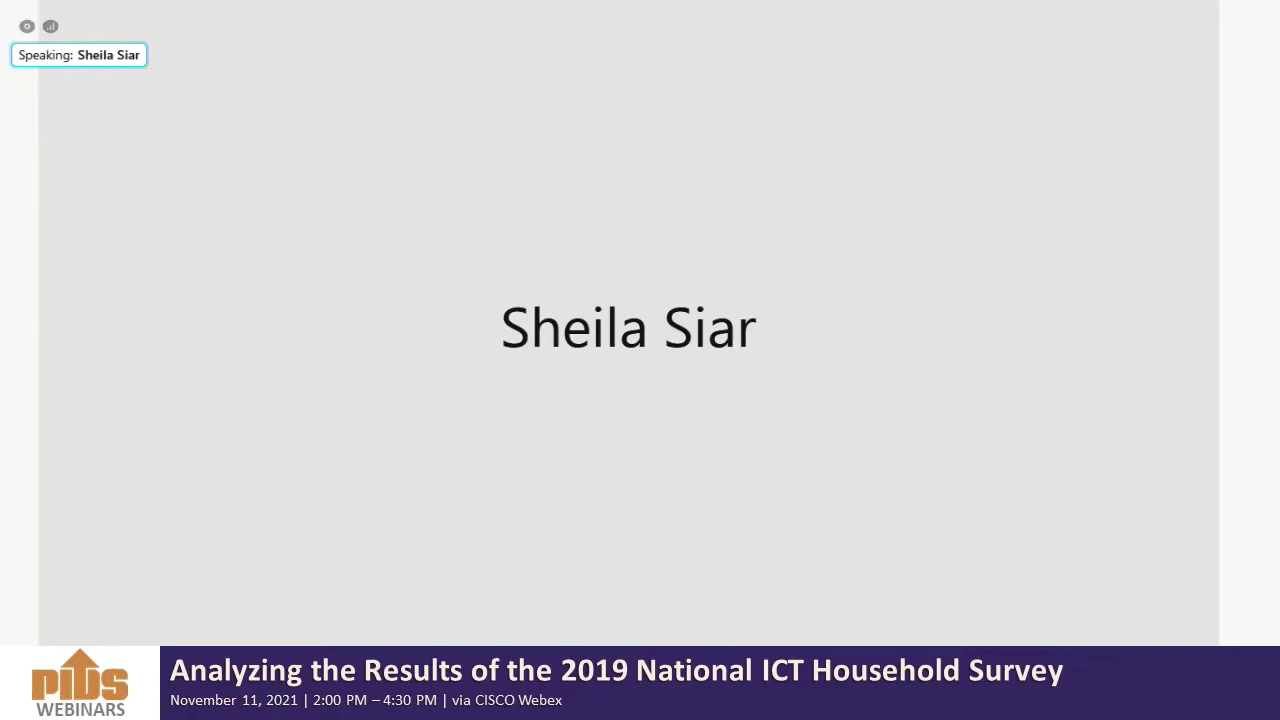 Speaking: Sheila Siar
Sheila Siar
pids
WEBINARS
Analyzing the Results of the 2019 National ICT Household Survey
November 11, 2021 | 2:00 PM – 4:30 PM | via CISCO Webex